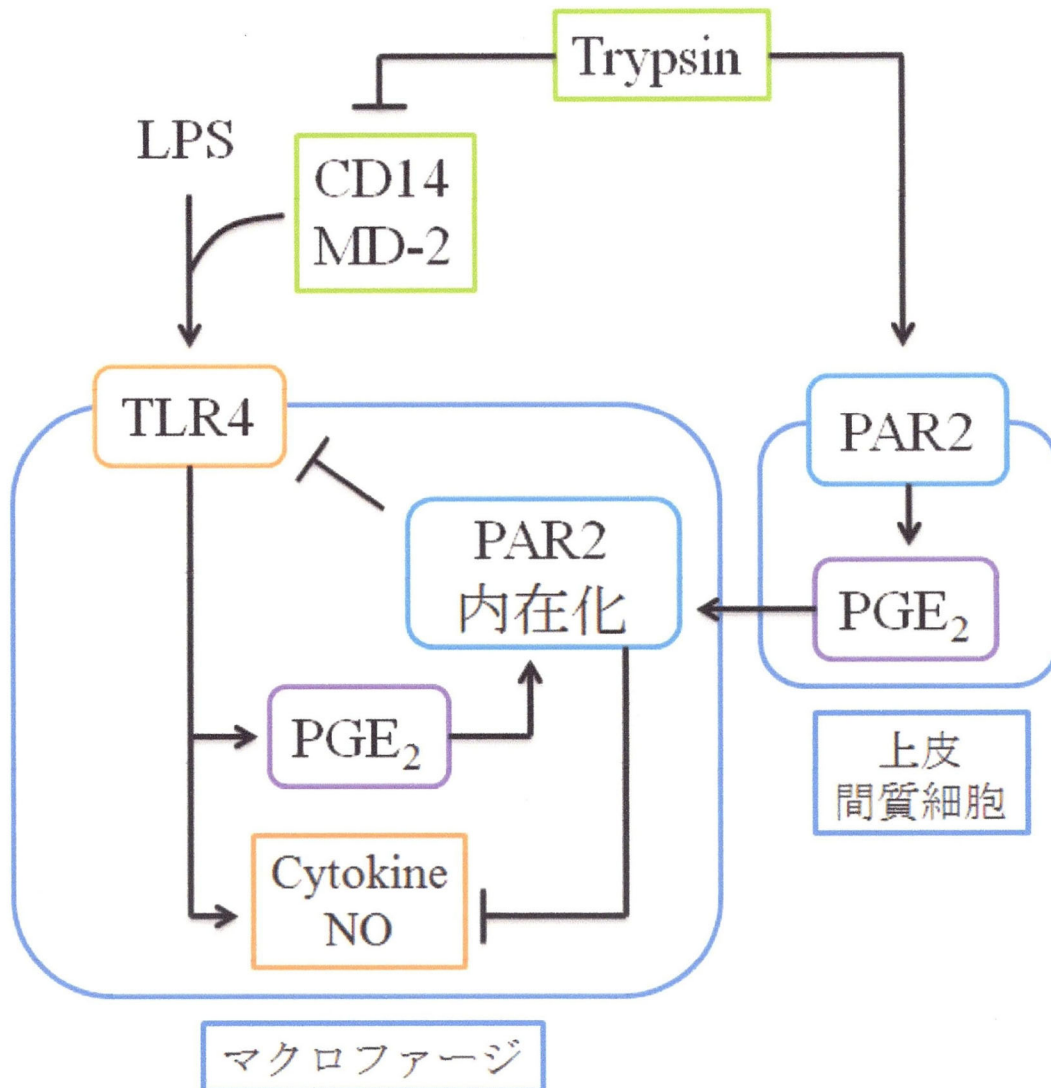 Trypsin
LPS
CD14
MD-2
TLR4
PAR2
PAR2
内在化
PGE₂
PGE₂
上皮
間質細胞
Cytokine
NO
マクロファージ